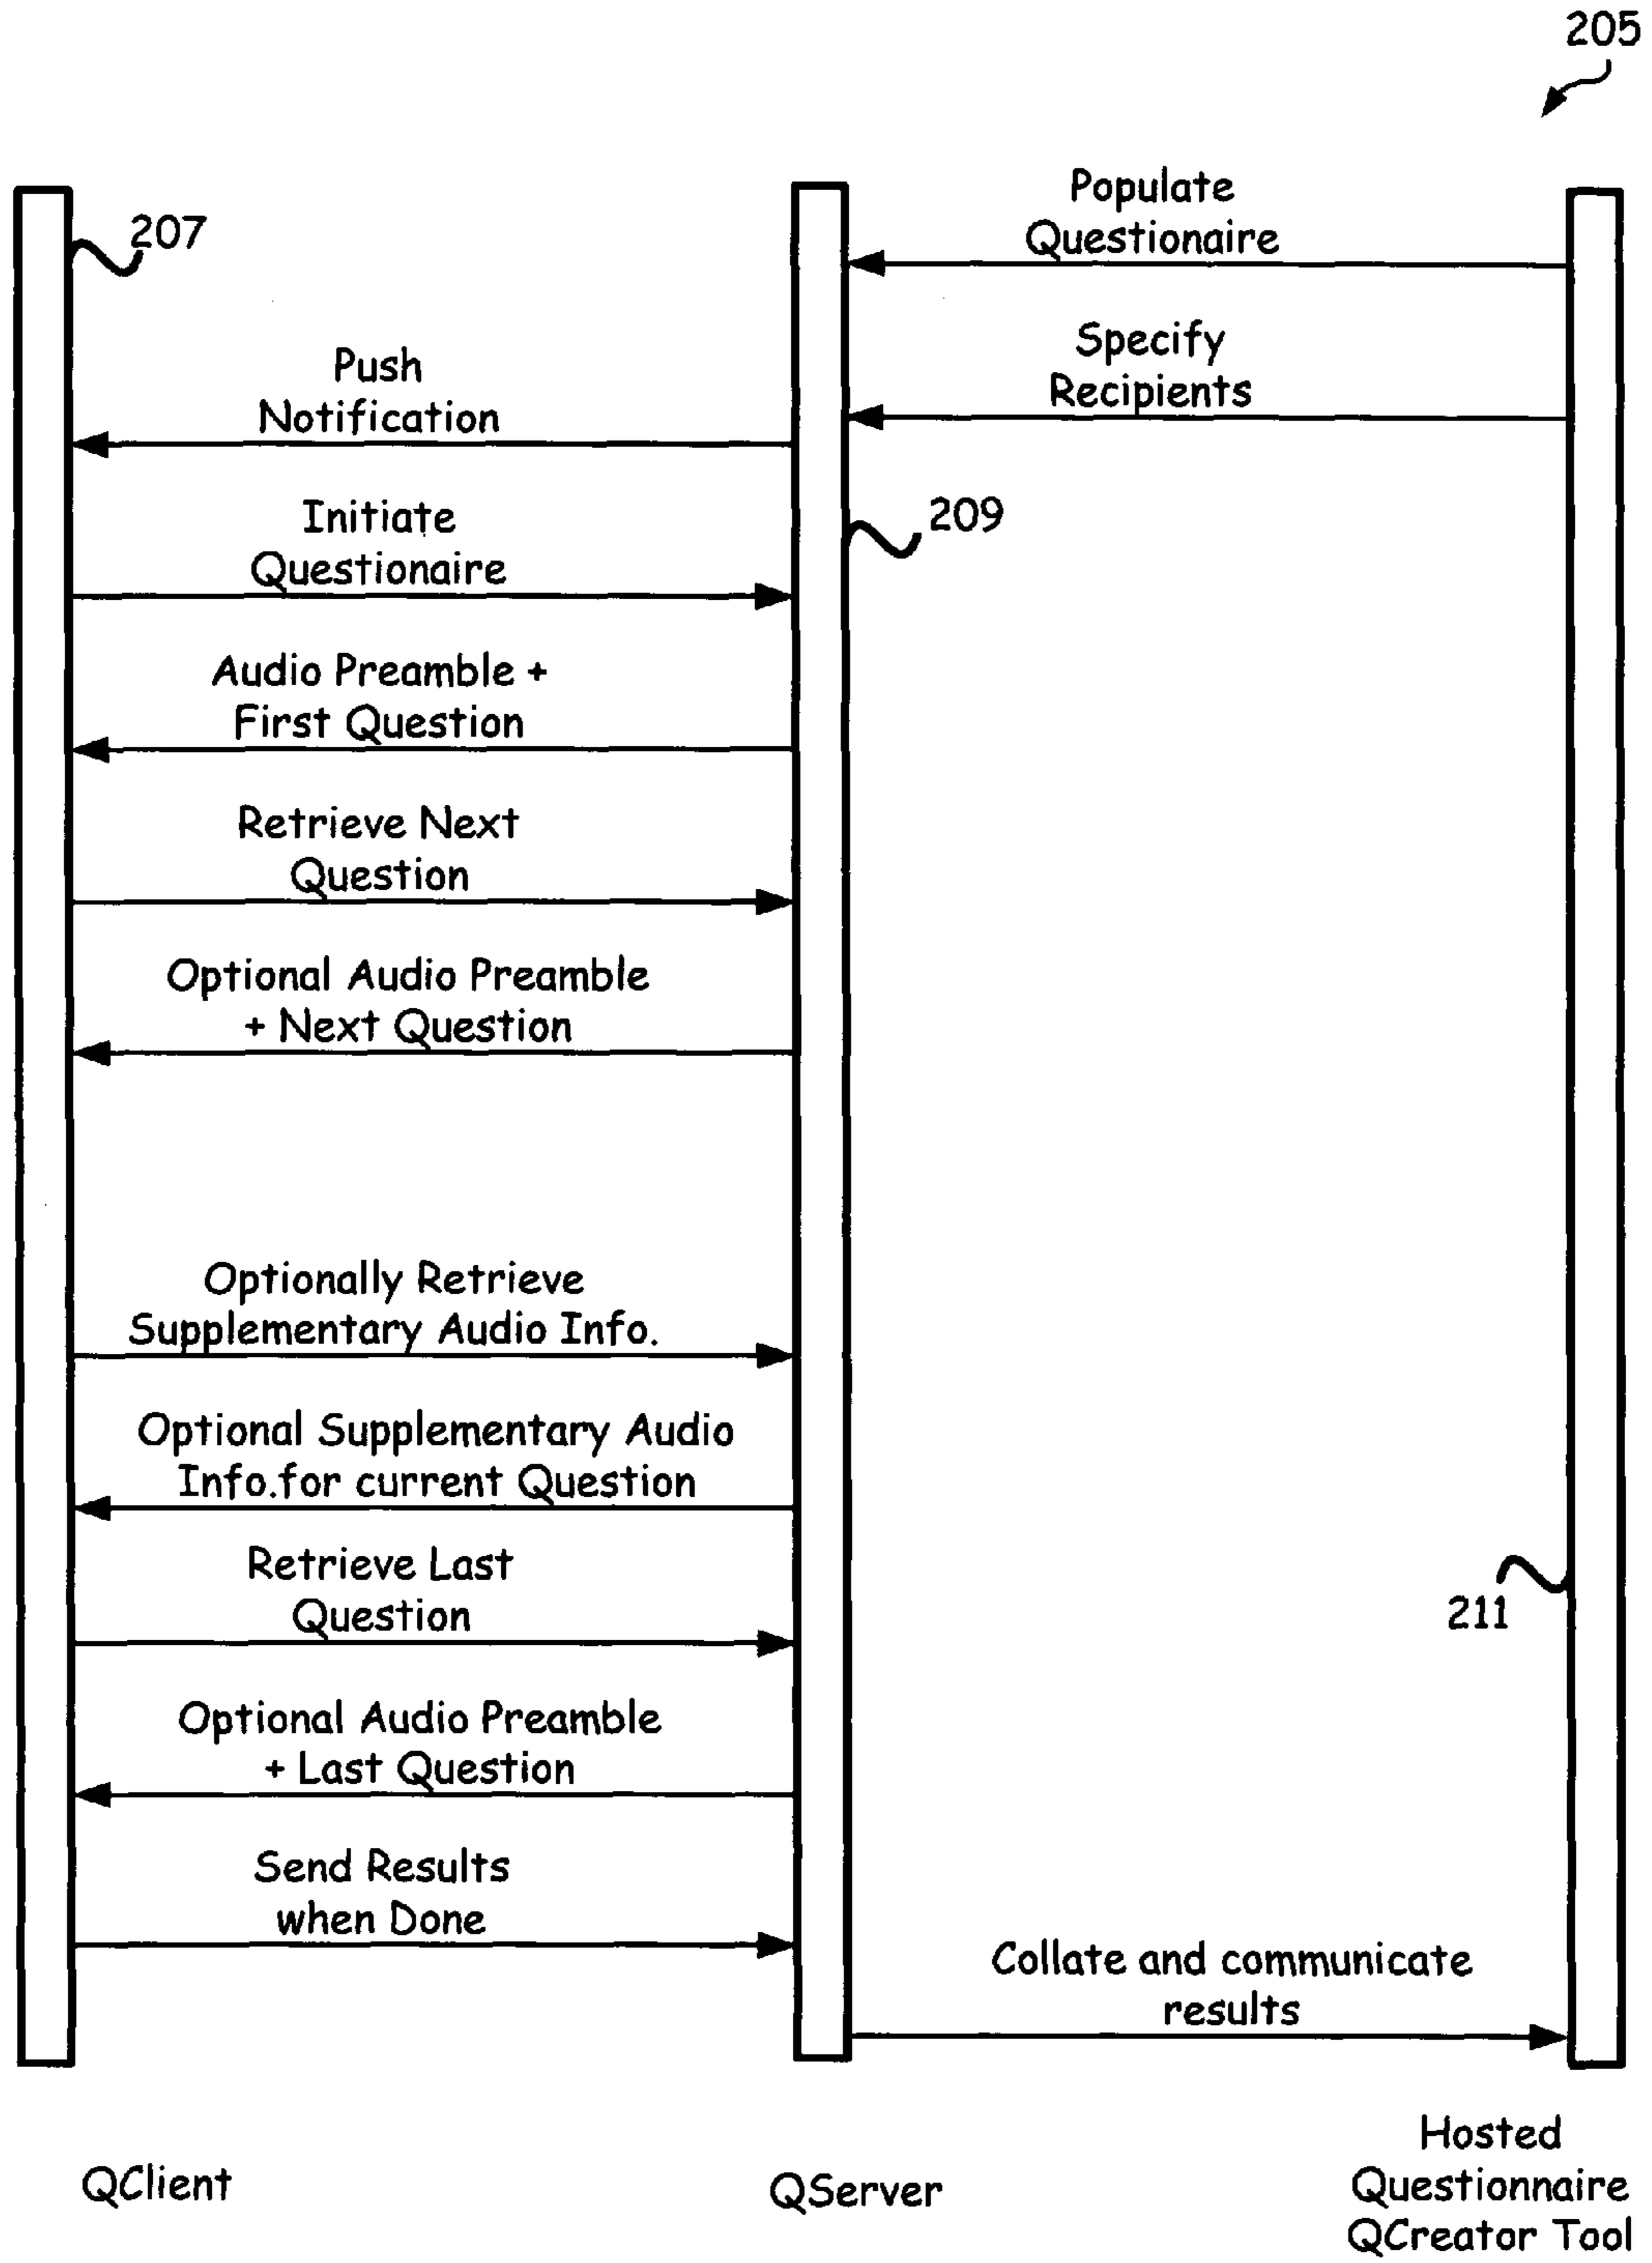 205
Populate
Questionaire
207
Specify
Recipients
Push
Notification
Initiate
Questionaire
209
Audio Preamble +
First Question
Retrieve Next
Question
Optional Audio Preamble
+ Next Question
Optionally Retrieve
Supplementary Audio Info.
Optional Supplementary Audio
Info.for current Question
Retrieve Last
Question
211
Optional Audio Preamble
+ Last Question
Send Results
when Done
Collate and communicate
results
QClient
QServer
Hosted
Questionnaire
QCreator Tool